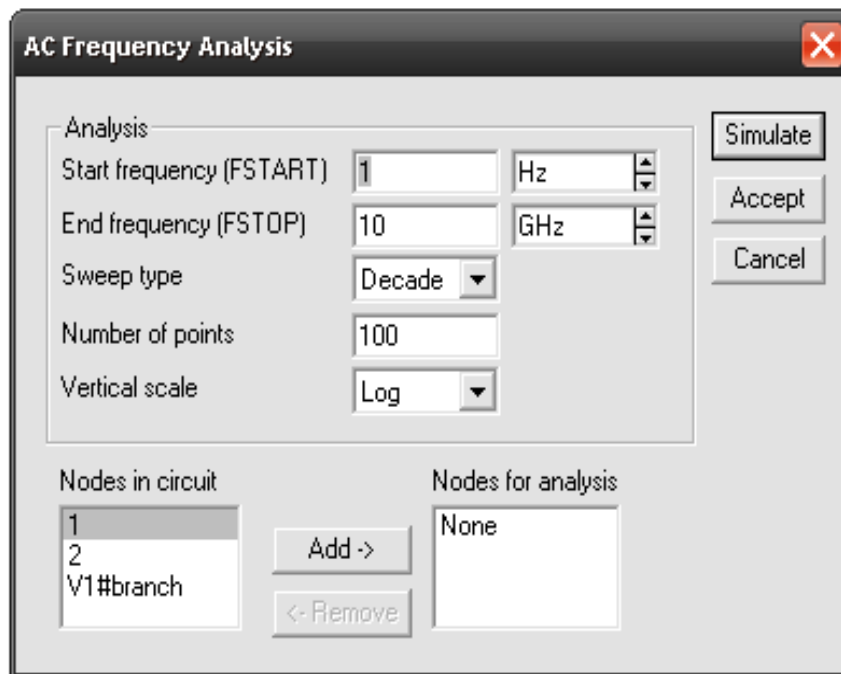 AC Frequency Analysis
Analysis
Start frequency (FSTART) 1 Hz
End frequency (FSTOP) 10 GHz
Sweep type Decade
Number of points 100
Vertical scale Log
Simulate
Accept
Cancel
Nodes in circuit
1
2
V1#branch
Add ->
<- Remove
Nodes for analysis
None